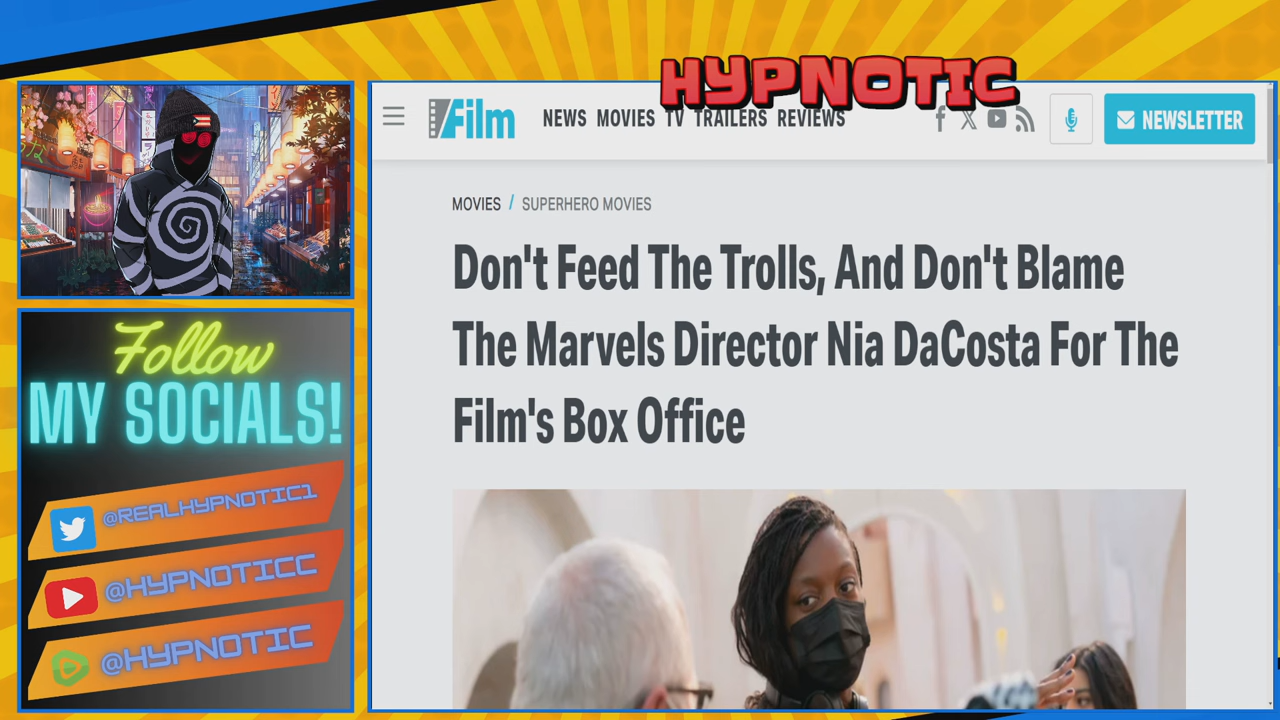 HYPNOTIC
/Film
NEWS MOVIES TV TRAILERS REVIEWS
NEWSLETTER
MOVIES / SUPERHERO MOVIES
Don't Feed The Trolls, And Don't Blame
The Marvels Director Nia DaCosta For The
Film's Box Office
Follow
MY SOCIALS!
@REALHYPNOTIC1
@HYPNOTICC
@HYPNOTIC